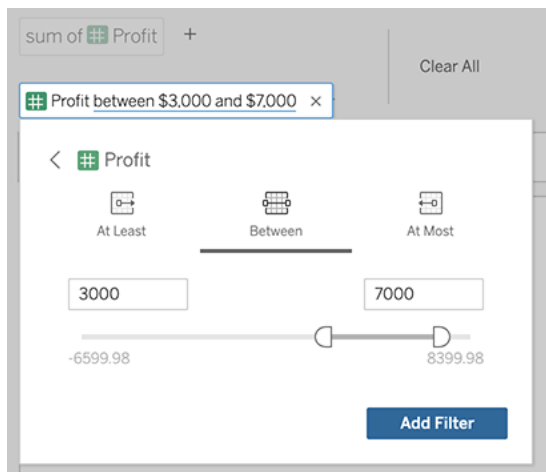 sum of Profit +
Clear All
Profit between $3,000 and $7,000 ×
Profit
At Least Between At Most
3000 7000
-6599.98 8399.98
Add Filter